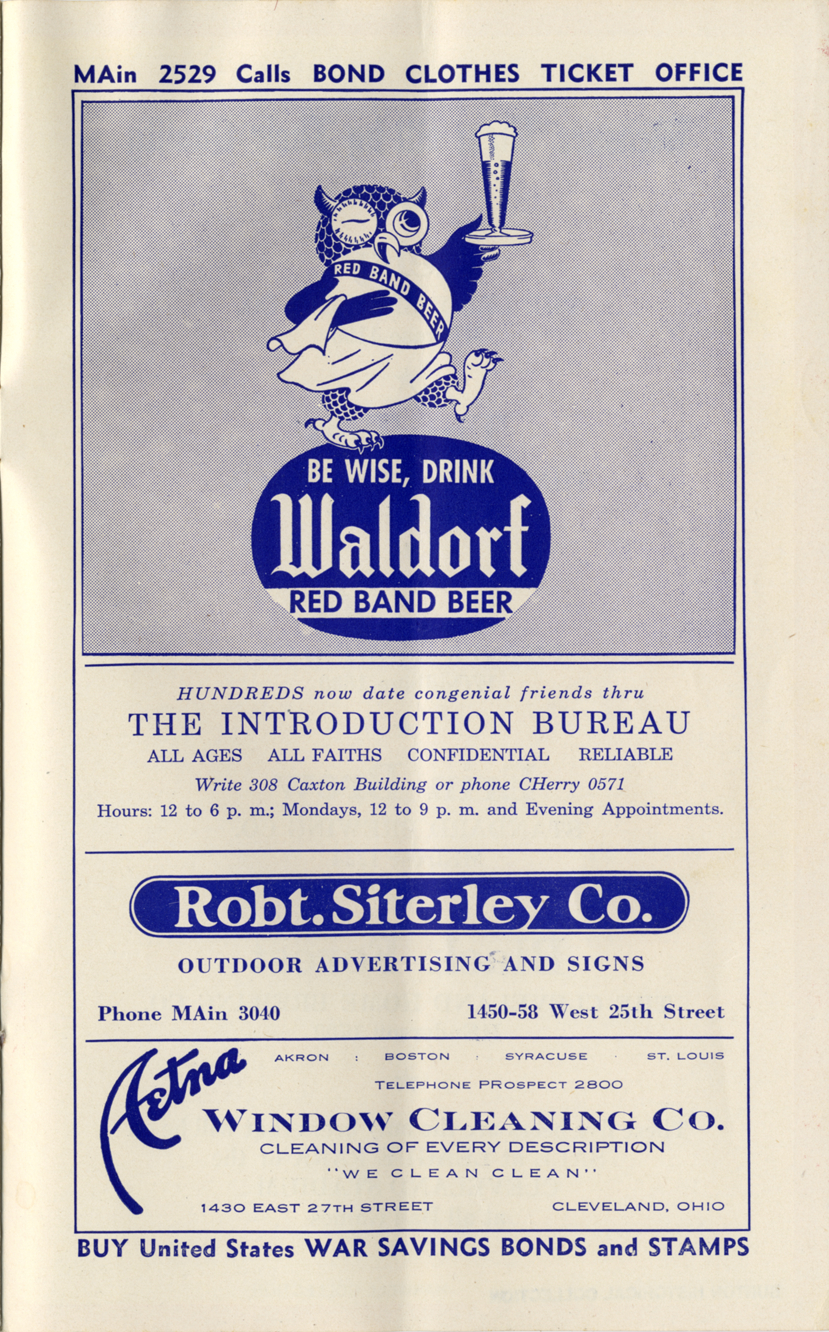 MAin 2529 Calls BOND CLOTHES TICKET OFFICE
RED BAND BEER
BE WISE, DRINK
Waldorf
RED BAND BEER
HUNDREDS now date congenial friends thru
THE INTRODUCTION BUREAU
ALL AGES ALL FAITHS CONFIDENTIAL RELIABLE
Write 308 Caxton Building or phone CHerry 0571
Hours: 12 to 6 p. m.; Mondays, 12 to 9 p. m. and Evening Appointments.
Robt. Siterley Co.
OUTDOOR ADVERTISING AND SIGNS
Phone MAin 3040 1450-58 West 25th Street
Aetna
AKRON : BOSTON · SYRACUSE · ST. LOUIS
TELEPHONE PROSPECT 2800
WINDOW CLEANING CO.
CLEANING OF EVERY DESCRIPTION
"WE CLEAN CLEAN"
1430 EAST 27TH STREET CLEVELAND, OHIO
BUY United States WAR SAVINGS BONDS and STAMPS